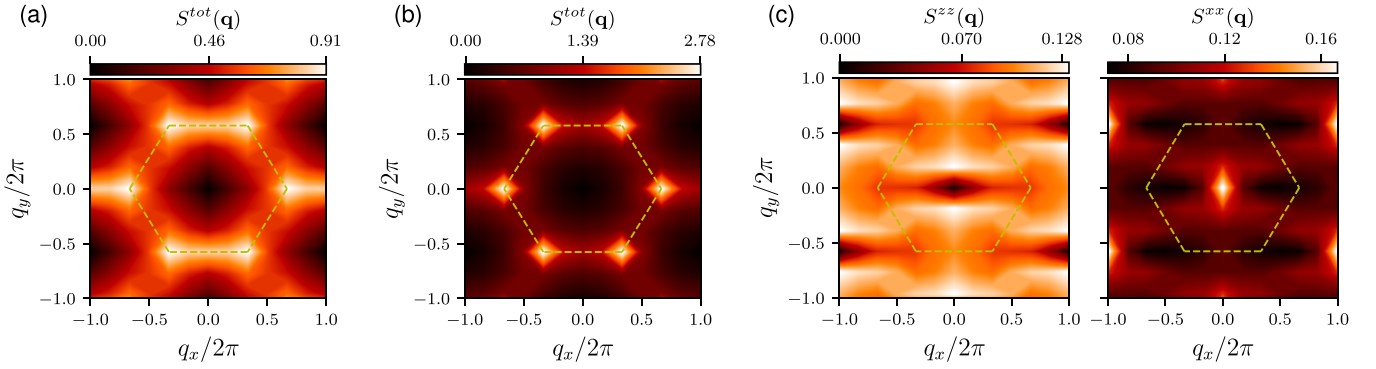 (a)
S^{tot}(q)
0.00 0.46 0.91
1.0
0.5
0.0
−0.5
−1.0
q_y/2π
−1.0 −0.5 0.0 0.5 1.0
q_x/2π
(b)
S^{tot}(q)
0.00 1.39 2.78
1.0
0.5
0.0
−0.5
−1.0
q_y/2π
−1.0 −0.5 0.0 0.5 1.0
q_x/2π
(c)
S^{zz}(q)
0.000 0.070 0.128
1.0
0.5
0.0
−0.5
−1.0
q_y/2π
−1.0 −0.5 0.0 0.5 1.0
q_x/2π
S^{xx}(q)
0.08 0.12 0.16
−1.0 −0.5 0.0 0.5 1.0
q_x/2π